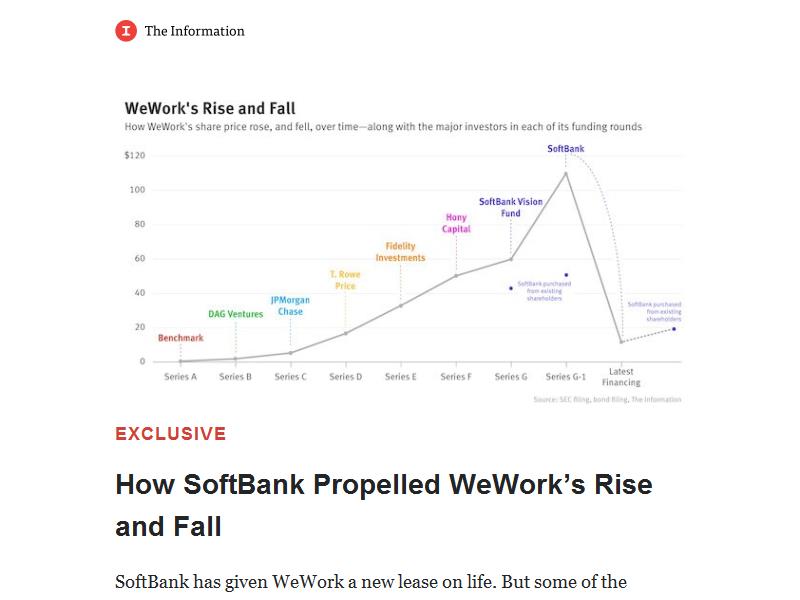 The Information
WeWork's Rise and Fall
How WeWork's share price rose, and fell, over time—along with the major investors in each of its funding rounds
$120
100
80
60
40
20
0
Benchmark
DAG Ventures
JPMorgan
Chase
T. Rowe
Price
Fidelity
Investments
Hony
Capital
SoftBank Vision
Fund
SoftBank
SoftBank purchased
from existing
shareholders
SoftBank purchased
from existing
shareholders
Series A
Series B
Series C
Series D
Series E
Series F
Series G
Series G-1
Latest
Financing
Source: SEC filing, bond filing, The Information
EXCLUSIVE
How SoftBank Propelled WeWork’s Rise
and Fall
SoftBank has given WeWork a new lease on life. But some of the